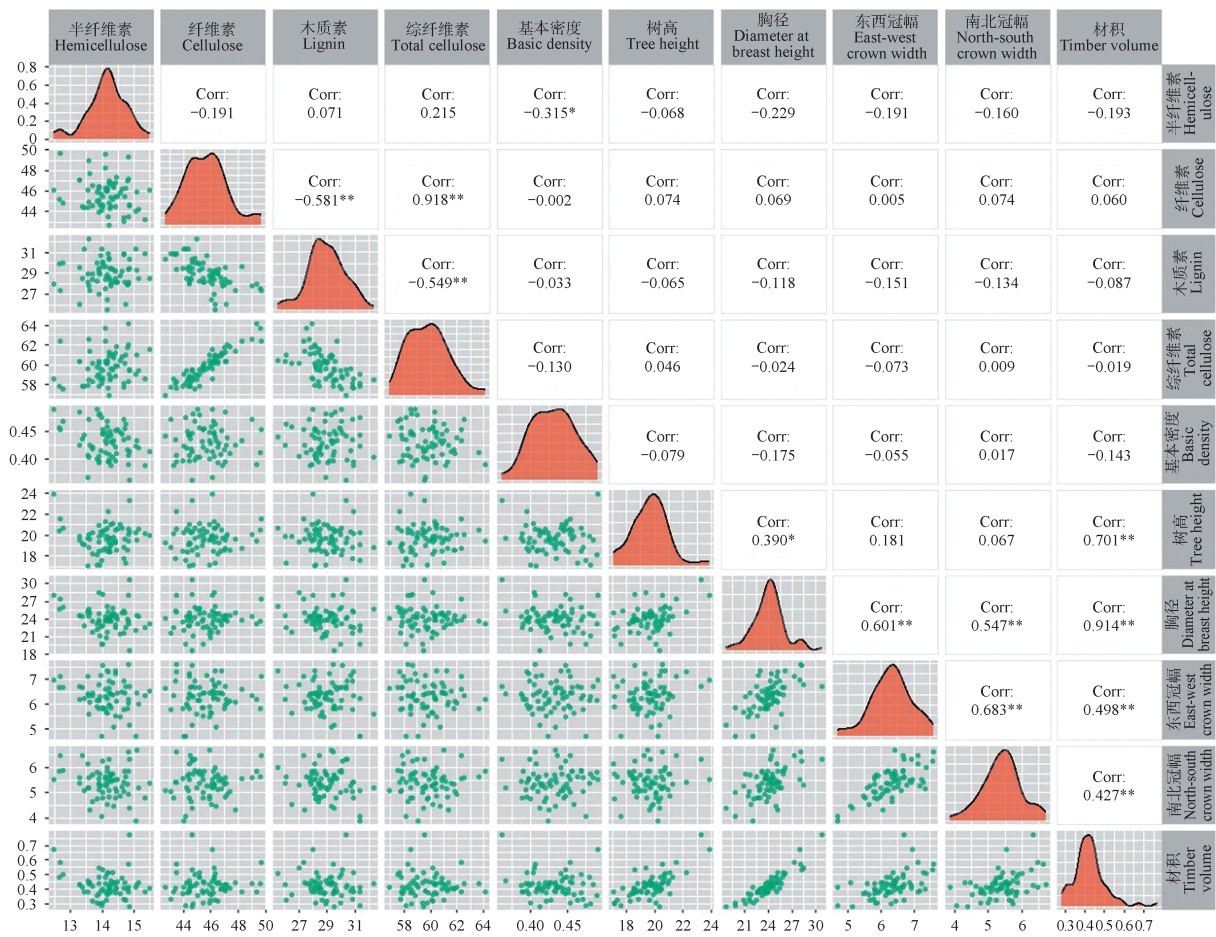 半纤维素 纤维素 木质素 综纤维素 基本密度 树高 胸径 东西冠幅 南北冠幅 材积
Hemicellulose Cellulose Lignin Total cellulose Basic density Tree height Diameter at breast height East-west crown width North-south crown width Timber volume
0.8
0.6
0.4
0.2
0
Corr: Corr: Corr: Corr: Corr: Corr: Corr: Corr: Corr:
−0.191 0.071 0.215 −0.315* −0.068 −0.229 −0.191 −0.160 −0.193
半纤维素
Hemicell-
ulose
50
48
46
44
Corr: Corr: Corr: Corr: Corr: Corr: Corr: Corr:
−0.581** 0.918** −0.002 0.074 0.069 0.005 0.074 0.060
纤维素
Cellulose
31
29
27
Corr: Corr: Corr: Corr: Corr: Corr: Corr:
−0.549** −0.033 −0.065 −0.118 −0.151 −0.134 −0.087
木质素
Lignin
64
62
60
58
Corr: Corr: Corr: Corr: Corr: Corr:
−0.130 0.046 −0.024 −0.073 0.009 −0.019
综纤维素
Total
cellulose
0.45
0.40
Corr: Corr: Corr: Corr: Corr:
−0.079 −0.175 −0.055 0.017 −0.143
基本密度
Basic
density
24
22
20
18
Corr: Corr: Corr: Corr:
0.390* 0.181 0.067 0.701**
树高
Tree height
30
27
24
21
18
Corr: Corr: Corr:
0.601** 0.547** 0.914**
胸径
Diameter at
breast height
7
6
5
Corr: Corr:
0.683** 0.498**
东西冠幅
East-west
crown width
6
5
4
Corr:
0.427**
南北冠幅
North-south
crown width
0.7
0.6
0.5
0.4
0.3
材积
Timber
volume
13 14 15 44 46 48 50 27 29 31 58 60 62 64 0.40 0.45 18 20 22 24 21 24 27 30 5 6 7 4 5 6 0.3 0.4 0.5 0.6 0.7